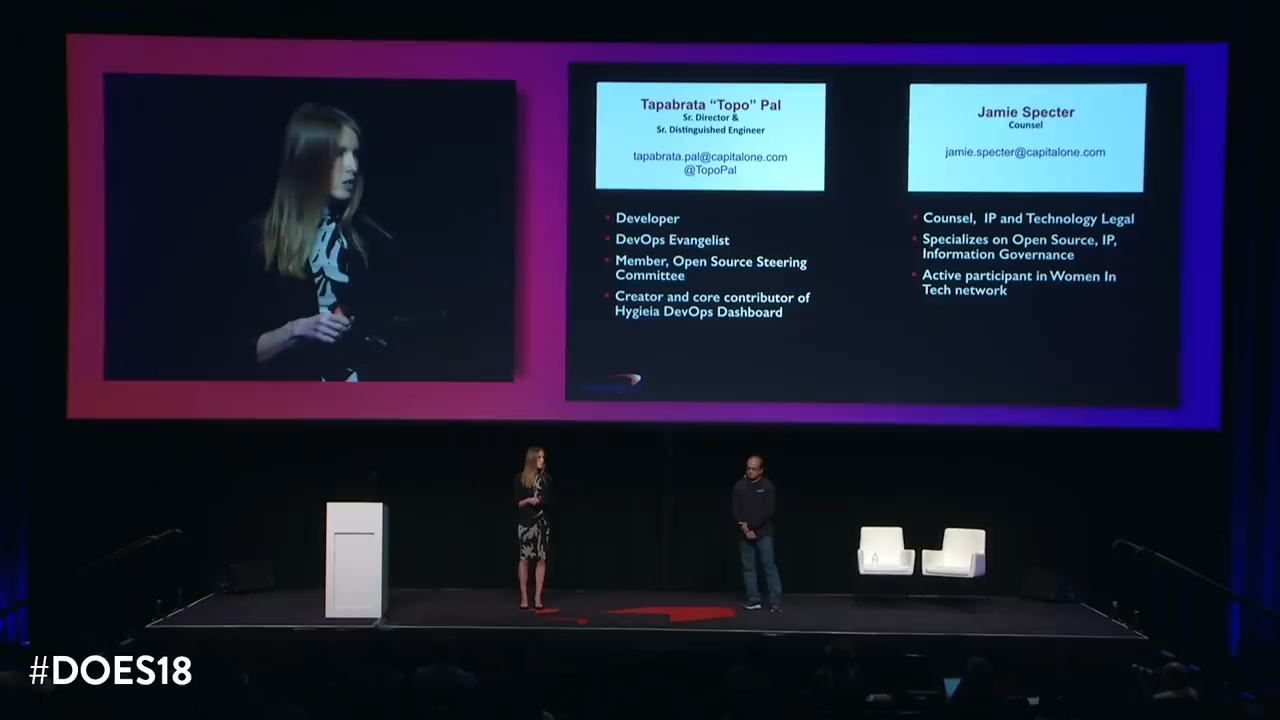 Tapabrata “Topo” Pal
Sr. Director &
Sr. Distinguished Engineer
tapabrata.pal@capitalone.com
@TopoPal
Developer
DevOps Evangelist
Member, Open Source Steering
Committee
Creator and core contributor of
Hygieia DevOps Dashboard
Jamie Specter
Counsel
jamie.specter@capitalone.com
Counsel, IP and Technology Legal
Specializes on Open Source, IP,
Information Governance
Active participant in Women In
Tech network
#DOES18